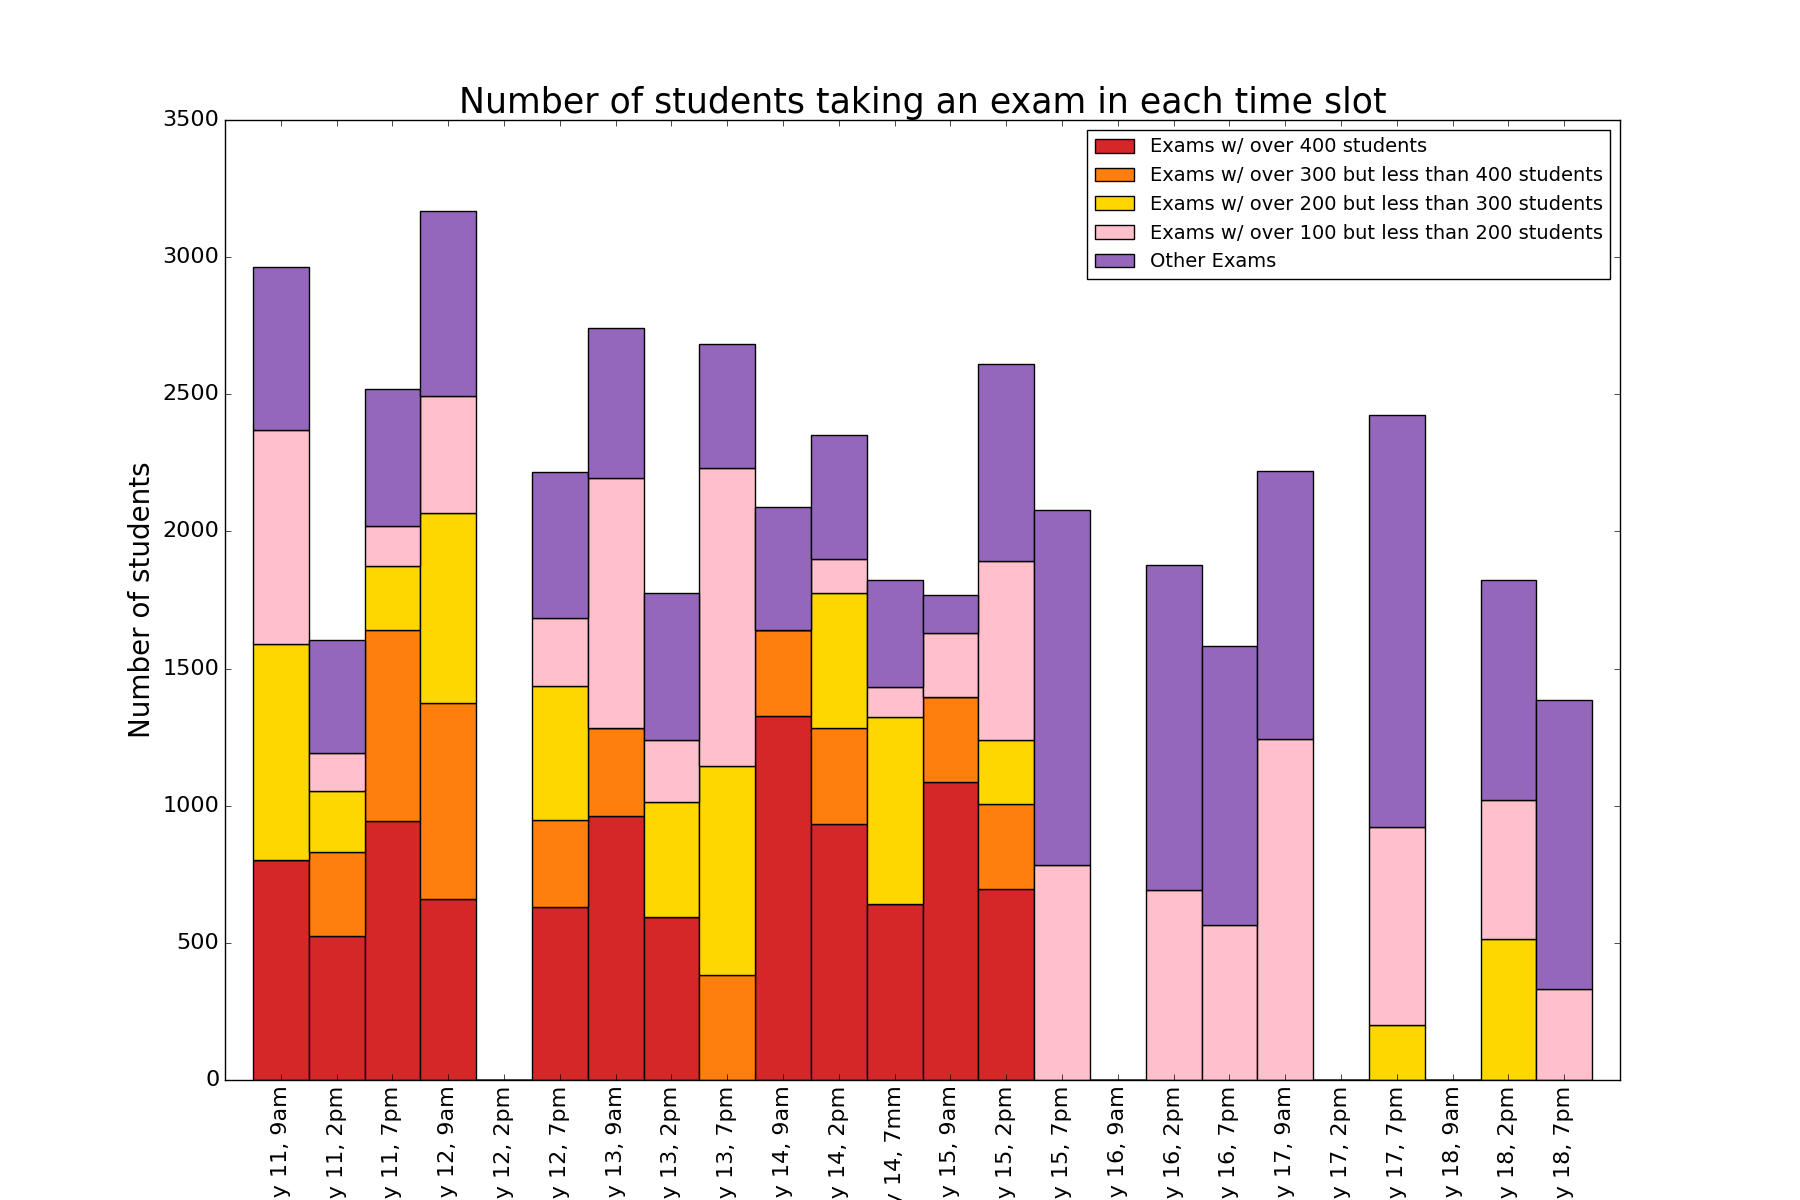 Number of students taking an exam in each time slot
Exams w/ over 400 students
Exams w/ over 300 but less than 400 students
Exams w/ over 200 but less than 300 students
Exams w/ over 100 but less than 200 students
Other Exams
Number of students
3500
3000
2500
2000
1500
1000
500
0
y 11, 9am
y 11, 2pm
y 11, 7pm
y 12, 9am
y 12, 2pm
y 12, 7pm
y 13, 9am
y 13, 2pm
y 13, 7pm
y 14, 9am
y 14, 2pm
y 14, 7mm
y 15, 9am
y 15, 2pm
y 15, 7pm
y 16, 9am
y 16, 2pm
y 16, 7pm
y 17, 9am
y 17, 2pm
y 17, 7pm
y 18, 9am
y 18, 2pm
y 18, 7pm